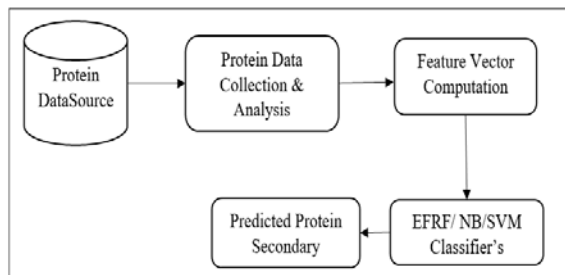 Protein
DataSource
Protein Data
Collection &
Analysis
Feature Vector
Computation
EFRF/ NB/SVM
Classifier's
Predicted Protein
Secondary